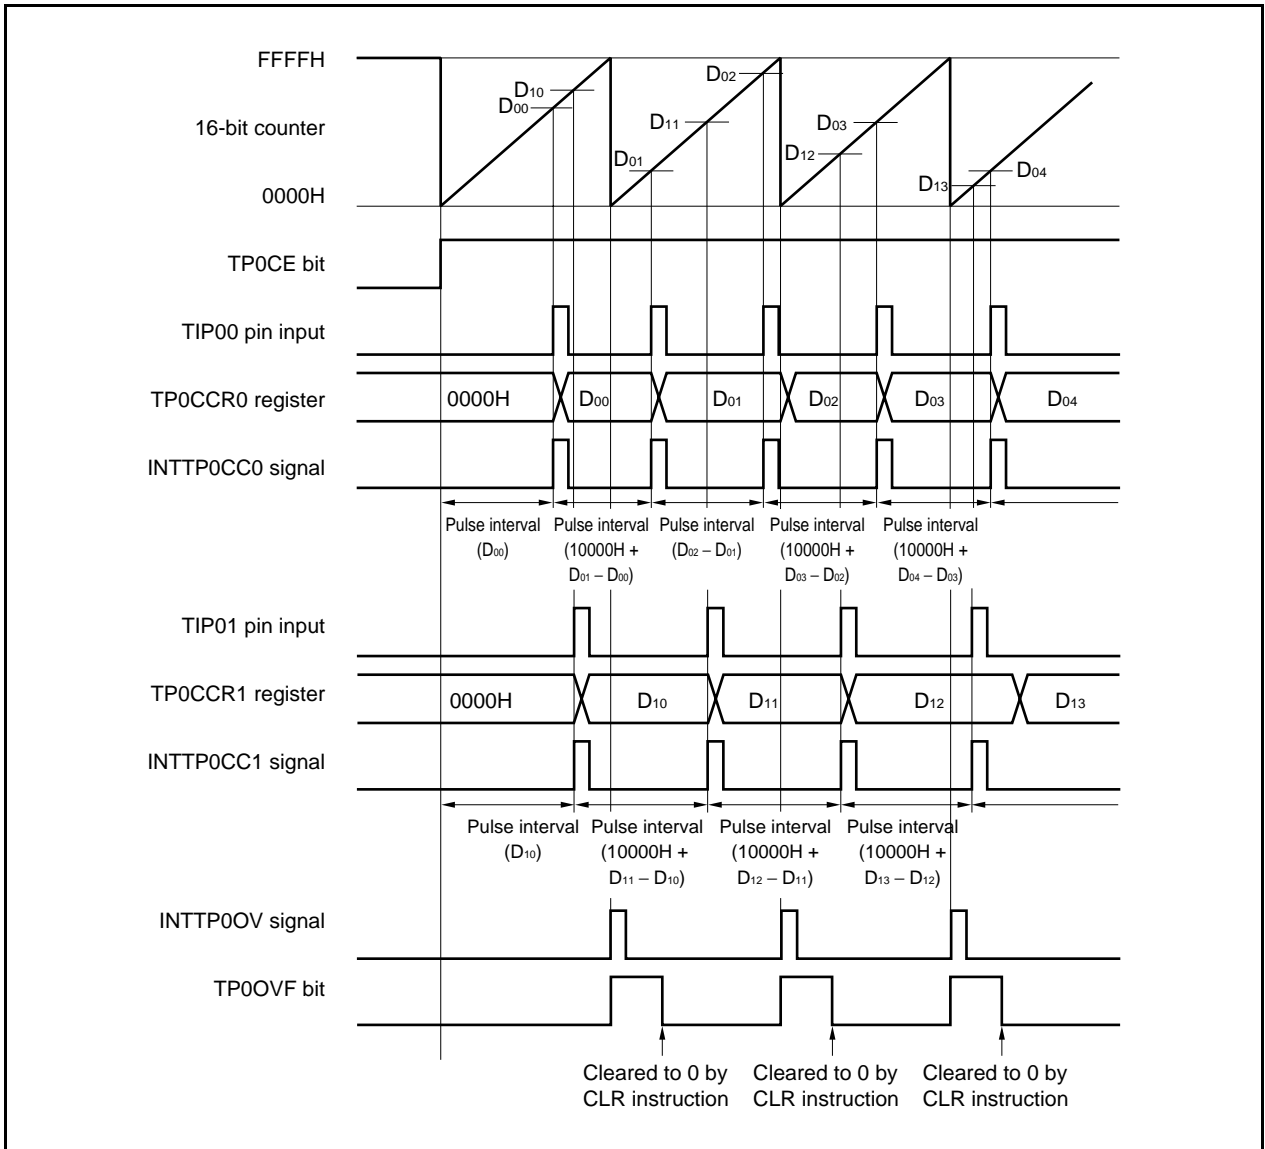 FFFFH
16-bit counter
0000H
D10
D00
D01
D11
D02
D12
D03
D13
D04
TP0CE bit
TIP00 pin input
TP0CCR0 register
0000H
D00
D01
D02
D03
D04
INTTP0CC0 signal
Pulse interval
(D00)
Pulse interval
(10000H +
D01 – D00)
Pulse interval
(D02 – D01)
Pulse interval
(10000H +
D03 – D02)
Pulse interval
(10000H +
D04 – D03)
TIP01 pin input
TP0CCR1 register
0000H
D10
D11
D12
D13
INTTP0CC1 signal
Pulse interval
(D10)
Pulse interval
(10000H +
D11 – D10)
Pulse interval
(10000H +
D12 – D11)
Pulse interval
(10000H +
D13 – D12)
INTTP0OV signal
TP0OVF bit
Cleared to 0 by
CLR instruction
Cleared to 0 by
CLR instruction
Cleared to 0 by
CLR instruction